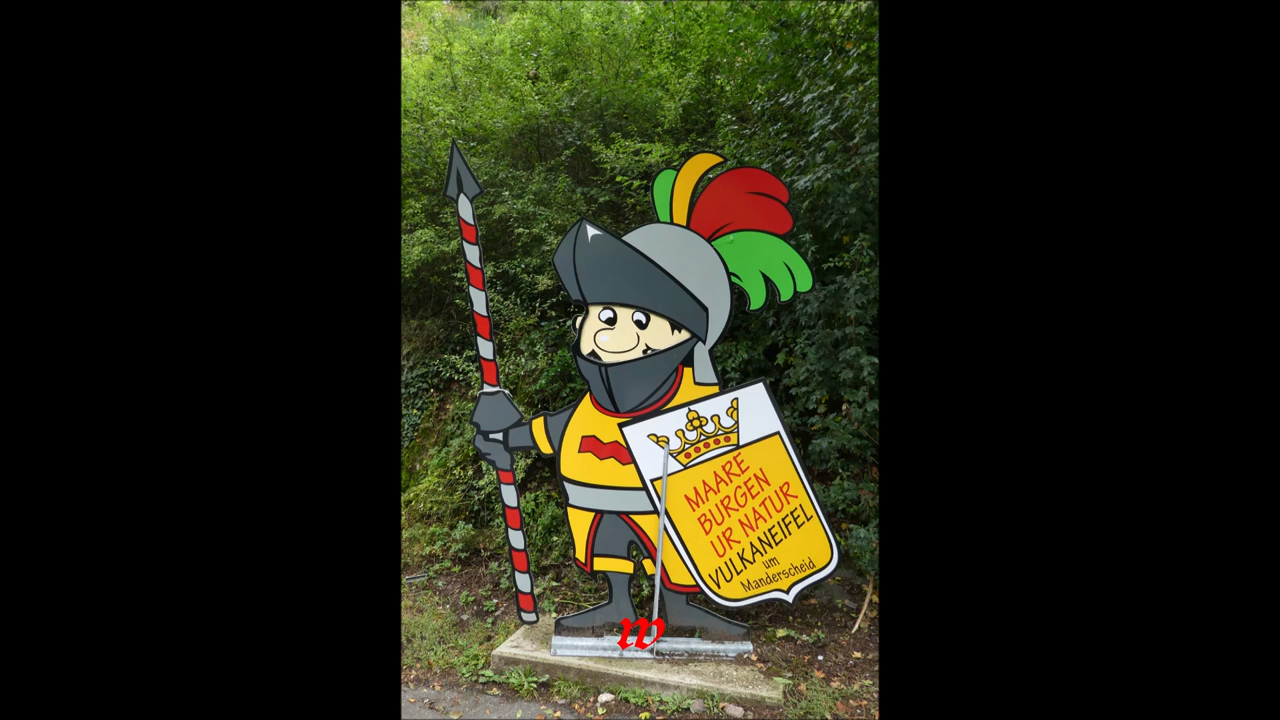 MAARE
BURGEN
UR NATUR
VULKANEIFEL
um
Manderscheid
w